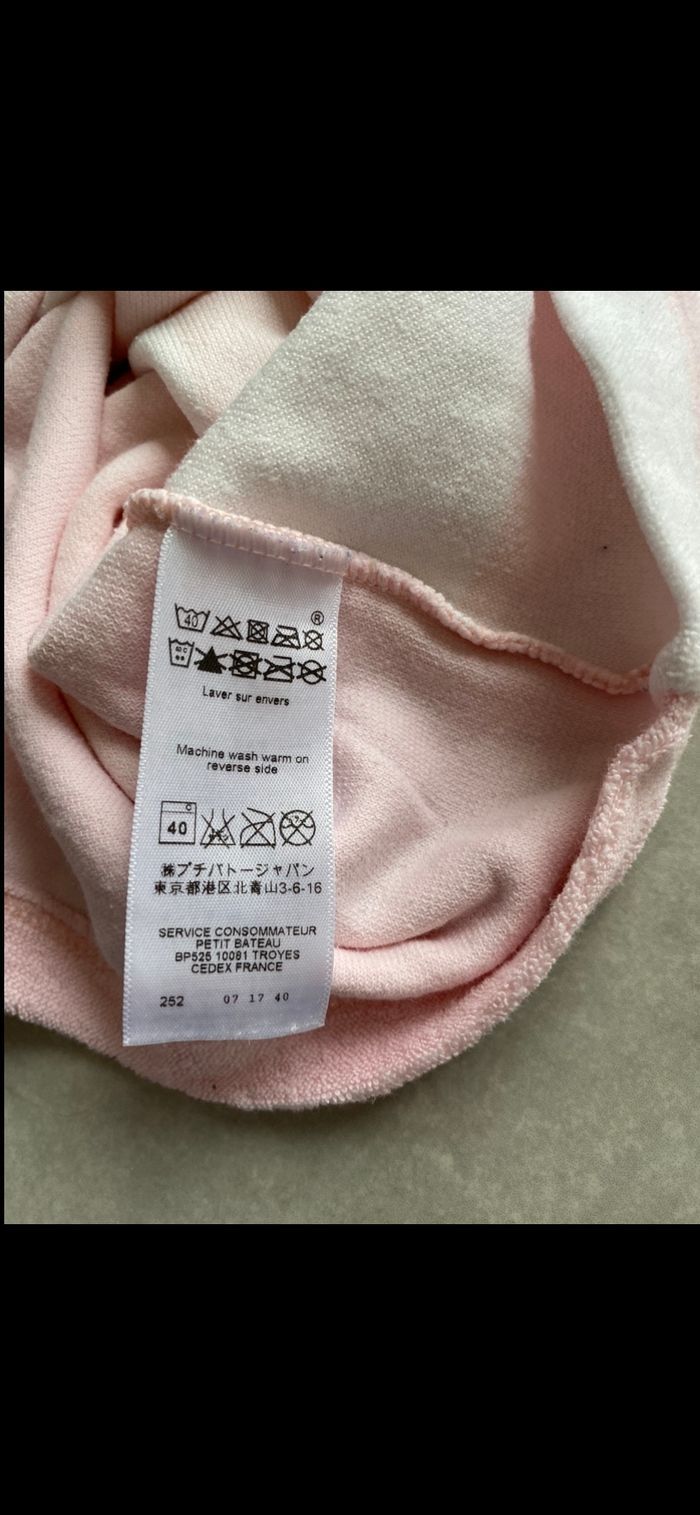 40
®
40 C
Laver sur envers
Machine wash warm on
reverse side
C
40
㈱プチバトージャパン
東京都港区北青山3-6-16
SERVICE CONSOMMATEUR
PETIT BATEAU
BP525 10081 TROYES
CEDEX FRANCE
252 07 17 40